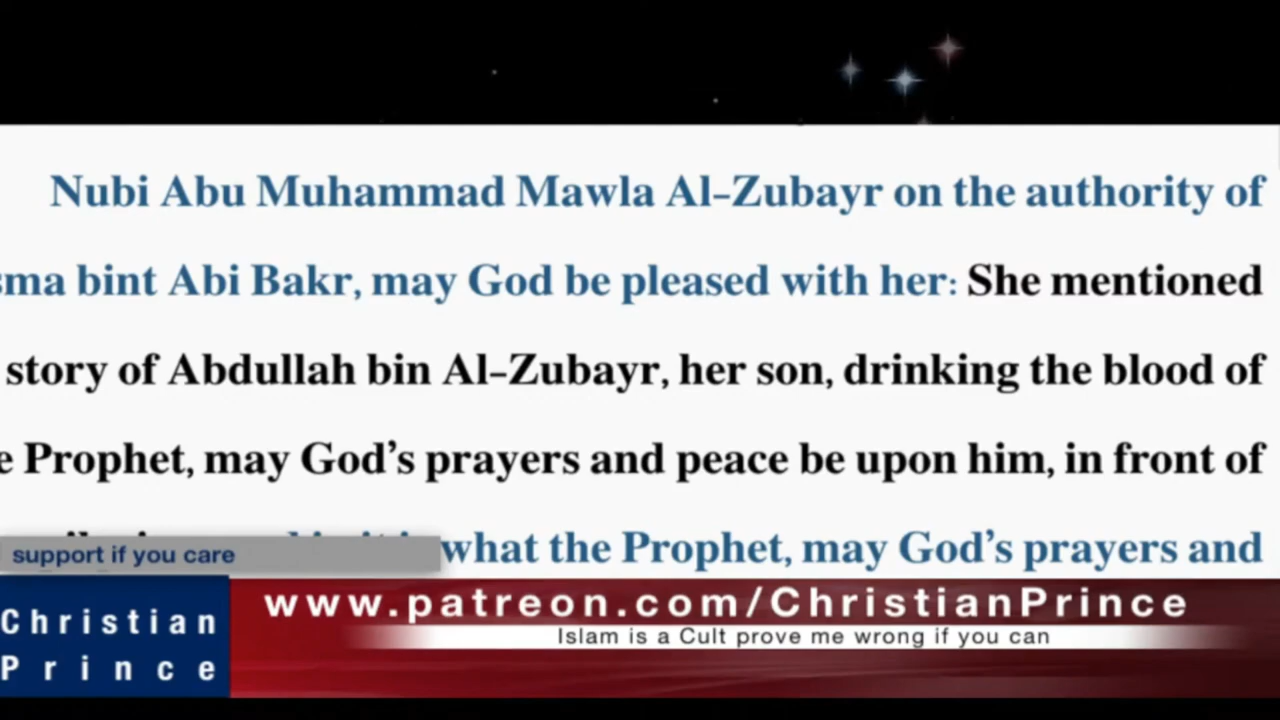 Nubi Abu Muhammad Mawla Al-Zubayr on the authority of
bint Abi Bakr, may God be pleased with her: She mentioned
story of Abdullah bin Al-Zubayr, her son, drinking the blood of
Prophet, may God's prayers and peace be upon him, in front of
what the Prophet, may God's prayers and
support if you care
Christian
Prince
www.patreon.com/ChristianPrince
Islam is a Cult prove me wrong if you can